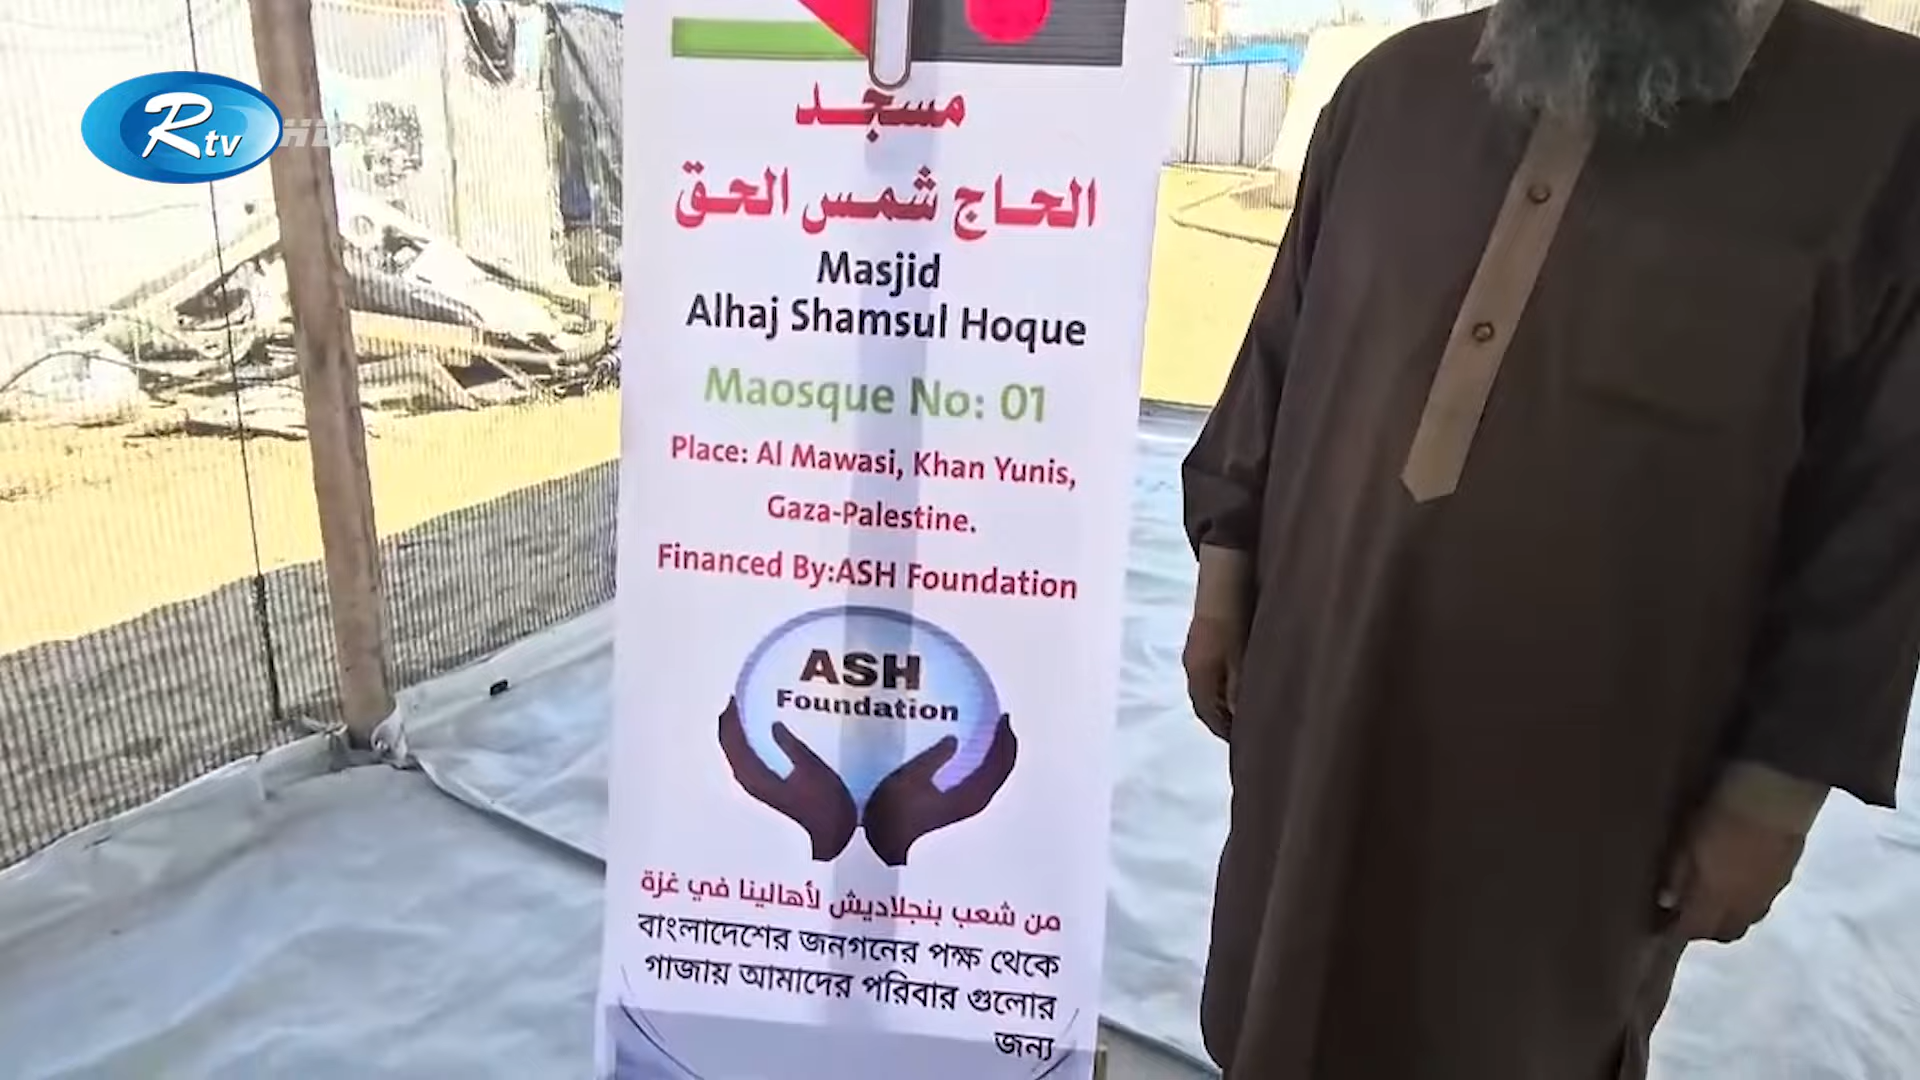 Rtv HD
مسجد
الحاج شمس الحق
Masjid
Alhaj Shamsul Hoque
Maosque No: 01
Place: Al Mawasi, Khan Yunis,
Gaza-Palestine.
Financed By:ASH Foundation
ASH
Foundation
من شعب بنجلاديش لأهالينا في غزة
বাংলাদেশের জনগনের পক্ষ থেকে
গাজায় আমাদের পরিবার গুলোর
জন্য